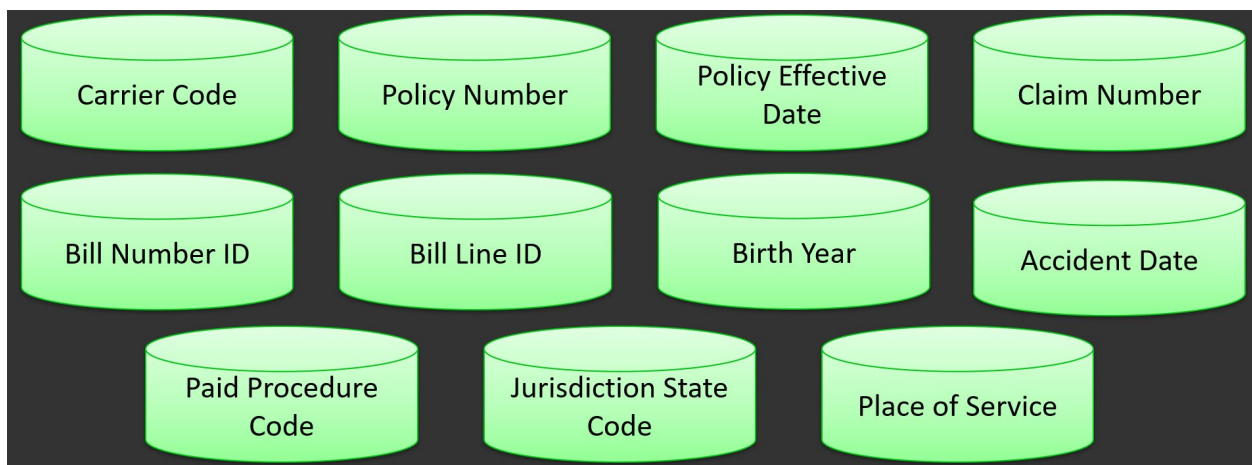 Carrier Code
Policy Number
Policy Effective
Date
Claim Number
Bill Number ID
Bill Line ID
Birth Year
Accident Date
Paid Procedure
Code
Jurisdiction State
Code
Place of Service